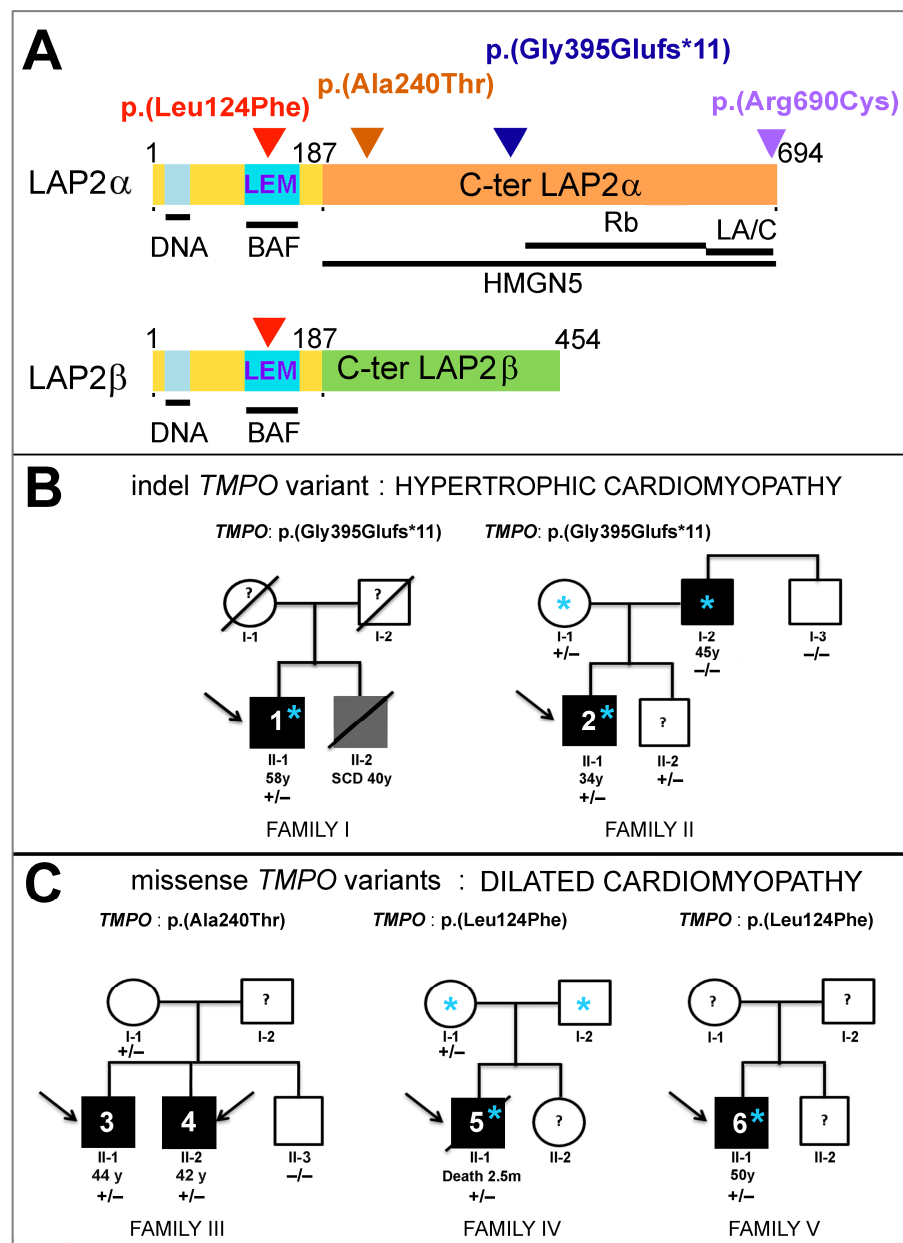 A
p.(Gly395Glufs*11)
p.(Ala240Thr)
p.(Leu124Phe)
p.(Arg690Cys)
1 187 694
LAP2α LEM C-ter LAP2α
DNA BAF Rb LA/C
HMGN5
1 187 454
LAP2β LEM C-ter LAP2β
DNA BAF
B indel TMPO variant : HYPERTROPHIC CARDIOMYOPATHY
TMPO: p.(Gly395Glufs*11) TMPO: p.(Gly395Glufs*11)
? ? * *
I-1 I-2 I-1 I-2 I-3
+/– 45y –/–
–/–
1 * 2 * ?
II-1 II-2 II-1 II-2
58y SCD 40y 34y +/–
+/– +/–
FAMILY I FAMILY II
C missense TMPO variants : DILATED CARDIOMYOPATHY
TMPO : p.(Ala240Thr) TMPO : p.(Leu124Phe) TMPO : p.(Leu124Phe)
? * * ? ?
I-1 I-2 I-1 I-2 I-1 I-2
+/– +/–
3 4 5 * ? 6 * ?
II-1 II-2 II-3 II-1 II-2 II-1 II-2
44 y 42 y –/– Death 2.5m 50y
+/– +/– +/– +/–
FAMILY III FAMILY IV FAMILY V